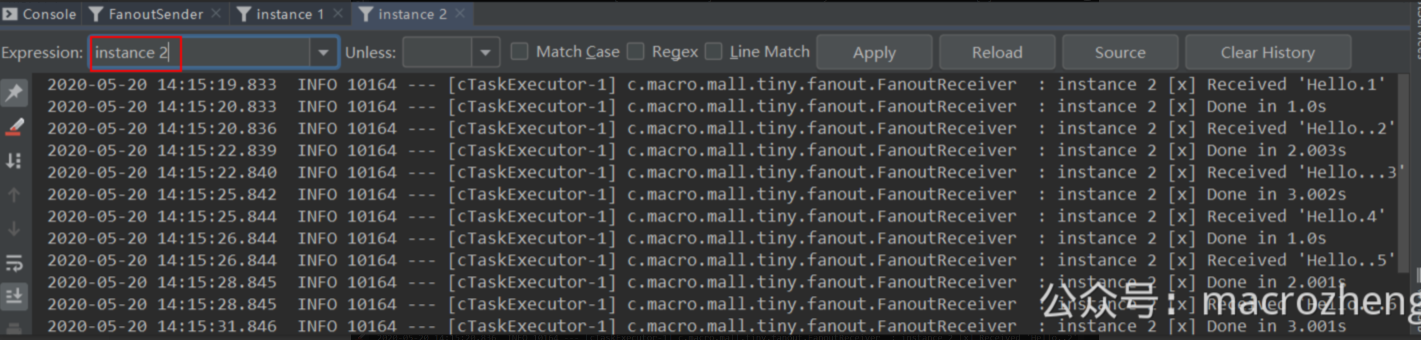 Console FanoutSender instance 1 instance 2
Expression: instance 2 Unless: Match Case Regex Line Match Apply Reload Source Clear History
2020-05-20 14:15:19.833 INFO 10164 --- [cTaskExecutor-1] c.macro.mall.tiny.fanout.FanoutReceiver : instance 2 [x] Received 'Hello.1'
2020-05-20 14:15:20.833 INFO 10164 --- [cTaskExecutor-1] c.macro.mall.tiny.fanout.FanoutReceiver : instance 2 [x] Done in 1.0s
2020-05-20 14:15:20.836 INFO 10164 --- [cTaskExecutor-1] c.macro.mall.tiny.fanout.FanoutReceiver : instance 2 [x] Received 'Hello..2'
2020-05-20 14:15:22.839 INFO 10164 --- [cTaskExecutor-1] c.macro.mall.tiny.fanout.FanoutReceiver : instance 2 [x] Done in 2.003s
2020-05-20 14:15:22.840 INFO 10164 --- [cTaskExecutor-1] c.macro.mall.tiny.fanout.FanoutReceiver : instance 2 [x] Received 'Hello...3'
2020-05-20 14:15:25.842 INFO 10164 --- [cTaskExecutor-1] c.macro.mall.tiny.fanout.FanoutReceiver : instance 2 [x] Done in 3.002s
2020-05-20 14:15:25.844 INFO 10164 --- [cTaskExecutor-1] c.macro.mall.tiny.fanout.FanoutReceiver : instance 2 [x] Received 'Hello.4'
2020-05-20 14:15:26.844 INFO 10164 --- [cTaskExecutor-1] c.macro.mall.tiny.fanout.FanoutReceiver : instance 2 [x] Done in 1.0s
2020-05-20 14:15:26.844 INFO 10164 --- [cTaskExecutor-1] c.macro.mall.tiny.fanout.FanoutReceiver : instance 2 [x] Received 'Hello..5'
2020-05-20 14:15:28.845 INFO 10164 --- [cTaskExecutor-1] c.macro.mall.tiny.fanout.FanoutReceiver : instance 2 [x] Done in 2.001s
2020-05-20 14:15:28.845 INFO 10164 --- [cTaskExecutor-1] c.macro.mall.tiny.fanout.FanoutReceiver
2020-05-20 14:15:31.846 INFO 10164 --- [cTaskExecutor-1] c.macro.mall.tiny.fanout.FanoutReceiver : instance 2 [x] Done in 3.001s
公众号：macrozheng